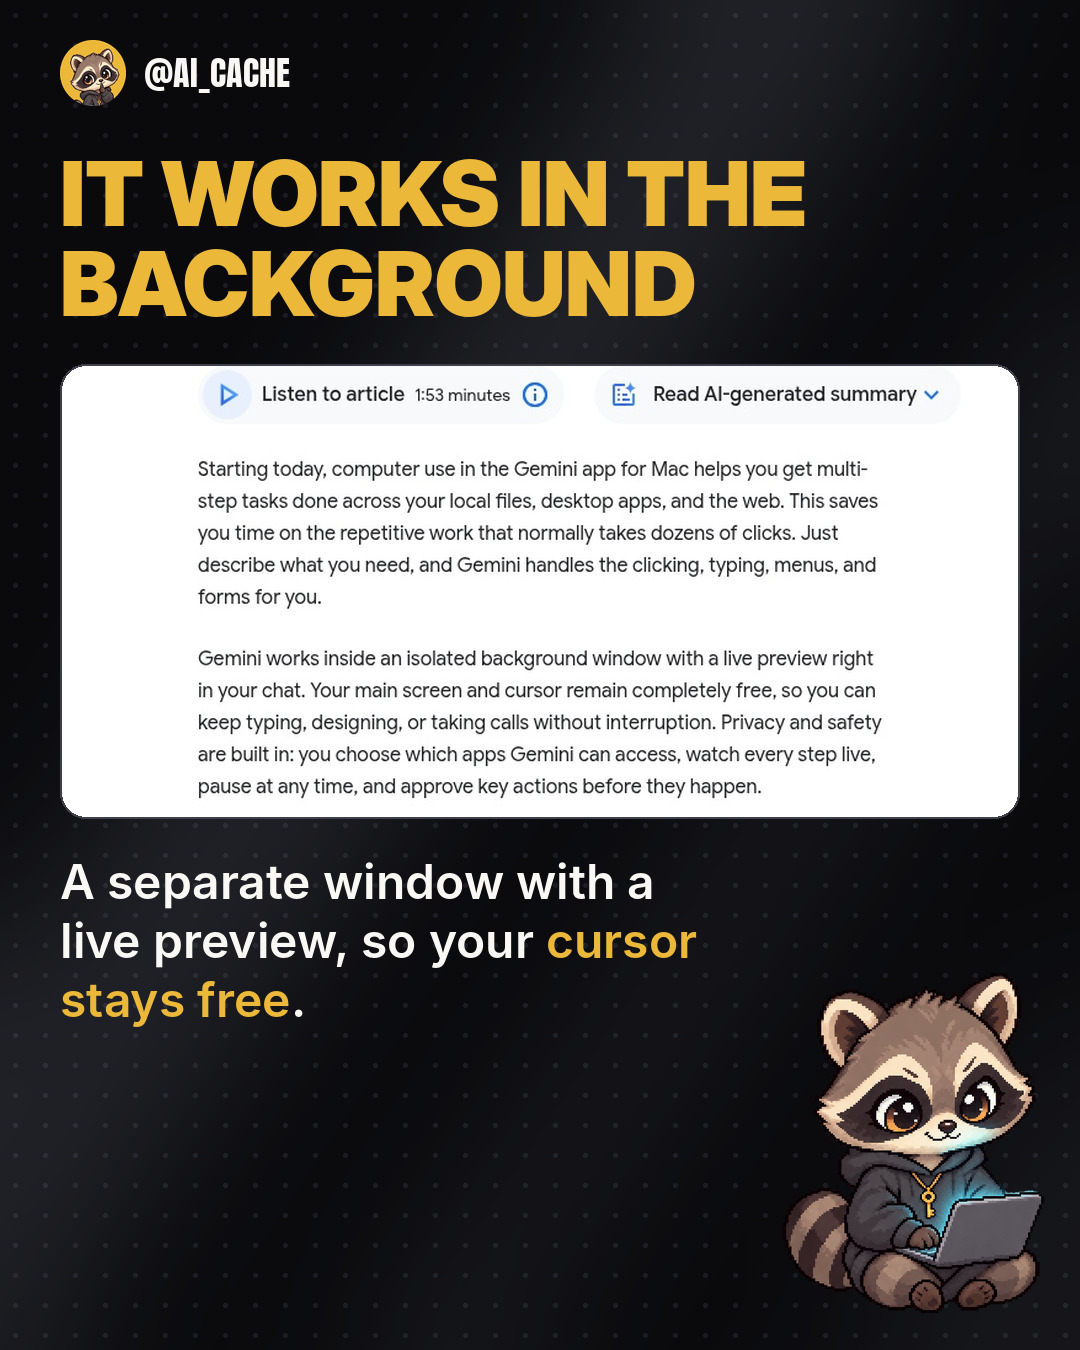 @AI_CACHE
IT WORKS IN THE
BACKGROUND
Listen to article 1:53 minutes
Read AI-generated summary
Starting today, computer use in the Gemini app for Mac helps you get multi-
step tasks done across your local files, desktop apps, and the web. This saves
you time on the repetitive work that normally takes dozens of clicks. Just
describe what you need, and Gemini handles the clicking, typing, menus, and
forms for you.
Gemini works inside an isolated background window with a live preview right
in your chat. Your main screen and cursor remain completely free, so you can
keep typing, designing, or taking calls without interruption. Privacy and safety
are built in: you choose which apps Gemini can access, watch every step live,
pause at any time, and approve key actions before they happen.
A separate window with a
live preview, so your cursor
stays free.